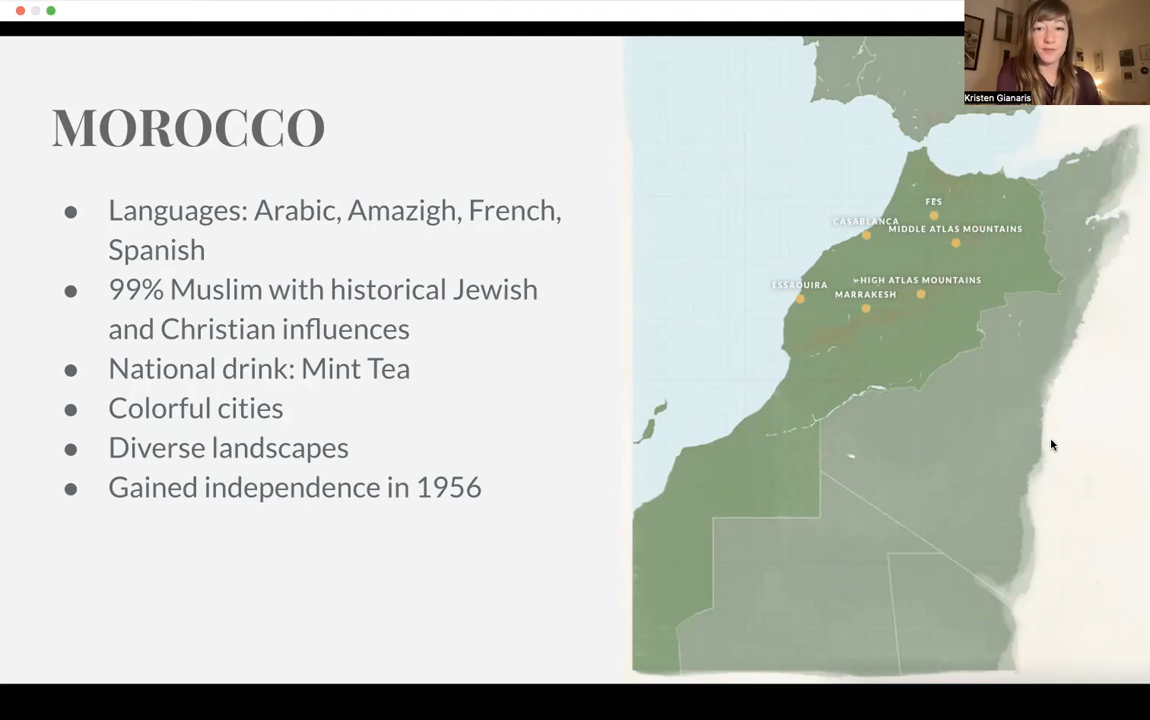 Kristen Gianaris
MOROCCO
● Languages: Arabic, Amazigh, French,
Spanish
● 99% Muslim with historical Jewish
and Christian influences
● National drink: Mint Tea
● Colorful cities
● Diverse landscapes
● Gained independence in 1956
FES
CASABLANCA
MIDDLE ATLAS MOUNTAINS
HIGH ATLAS MOUNTAINS
ESSAOUIRA
MARRAKESH